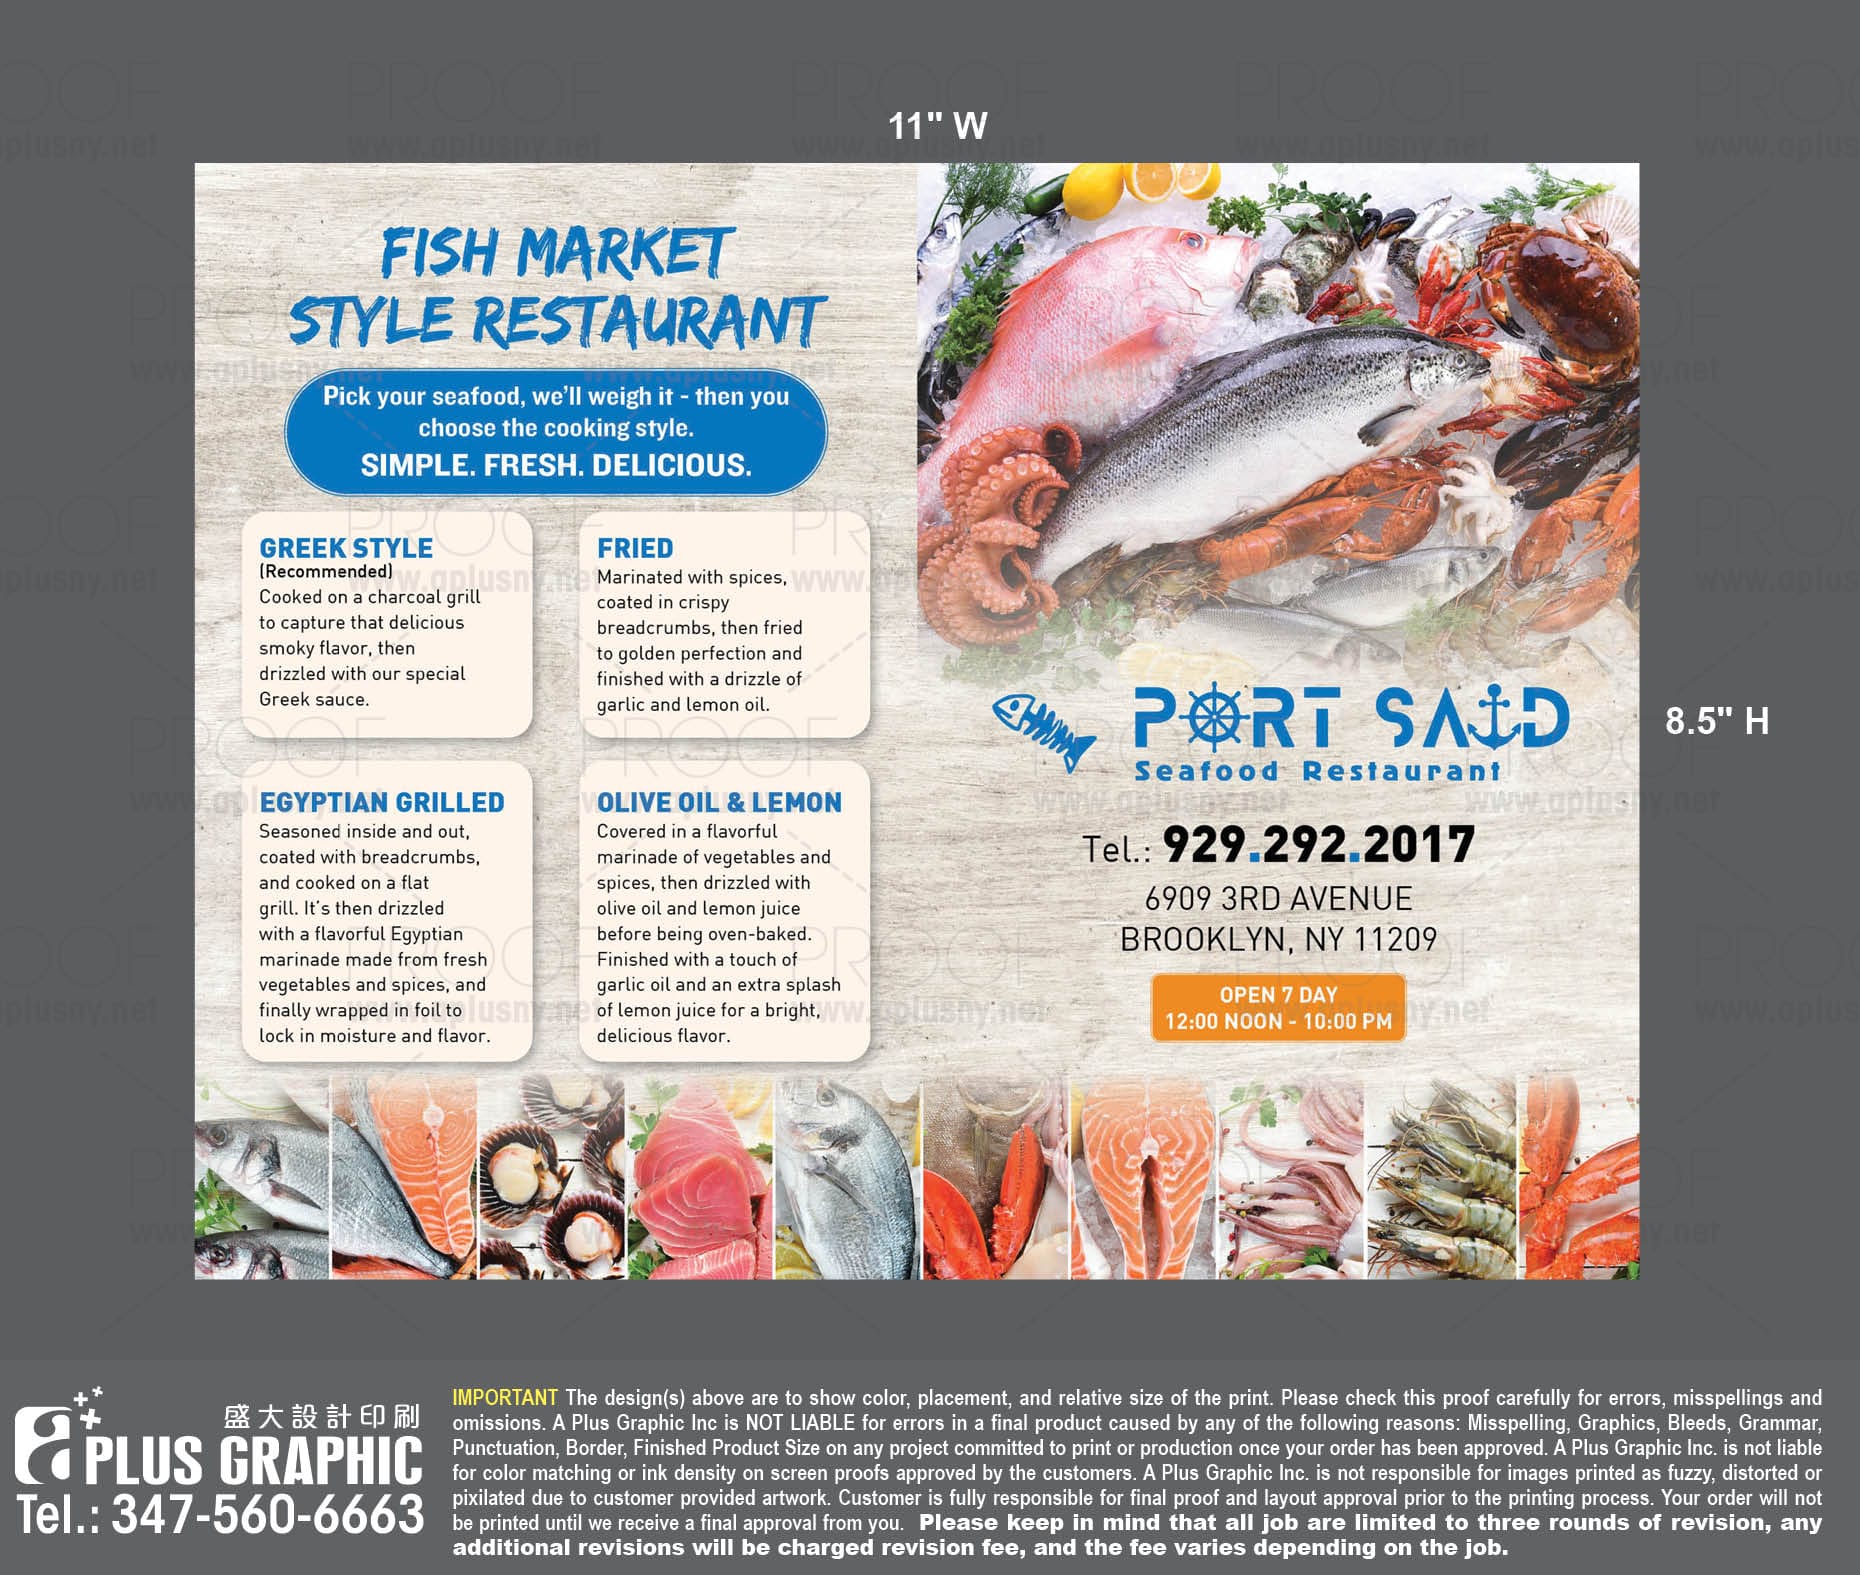 11" W
FISH MARKET
STYLE RESTAURANT
Pick your seafood, we'll weigh it - then you
choose the cooking style.
SIMPLE. FRESH. DELICIOUS.
GREEK STYLE
(Recommended)
Cooked on a charcoal grill
to capture that delicious
smoky flavor, then
drizzled with our special
Greek sauce.
FRIED
Marinated with spices,
coated in crispy
breadcrumbs, then fried
to golden perfection and
finished with a drizzle of
garlic and lemon oil.
EGYPTIAN GRILLED
Seasoned inside and out,
coated with breadcrumbs,
and cooked on a flat
grill. It's then drizzled
with a flavorful Egyptian
marinade made from fresh
vegetables and spices, and
finally wrapped in foil to
lock in moisture and flavor.
OLIVE OIL & LEMON
Covered in a flavorful
marinade of vegetables and
spices, then drizzled with
olive oil and lemon juice
before being oven-baked.
Finished with a touch of
garlic oil and an extra splash
of lemon juice for a bright,
delicious flavor.
PORT SAID
Seafood Restaurant
Tel.: 929.292.2017
6909 3RD AVENUE
BROOKLYN, NY 11209
OPEN 7 DAY
12:00 NOON - 10:00 PM
8.5" H
PROOF
www.aplusny.net
盛大設計印刷
a PLUS GRAPHIC
Tel.: 347-560-6663
IMPORTANT The design(s) above are to show color, placement, and relative size of the print. Please check this proof carefully for errors, misspellings and
omissions. A Plus Graphic Inc is NOT LIABLE for errors in a final product caused by any of the following reasons: Misspelling, Graphics, Bleeds, Grammar,
Punctuation, Border, Finished Product Size on any project committed to print or production once your order has been approved. A Plus Graphic Inc. is not liable
for color matching or ink density on screen proofs approved by the customers. A Plus Graphic Inc. is not responsible for images printed as fuzzy, distorted or
pixilated due to customer provided artwork. Customer is fully responsible for final proof and layout approval prior to the printing process. Your order will not
be printed until we receive a final approval from you. Please keep in mind that all job are limited to three rounds of revision, any
additional revisions will be charged revision fee, and the fee varies depending on the job.